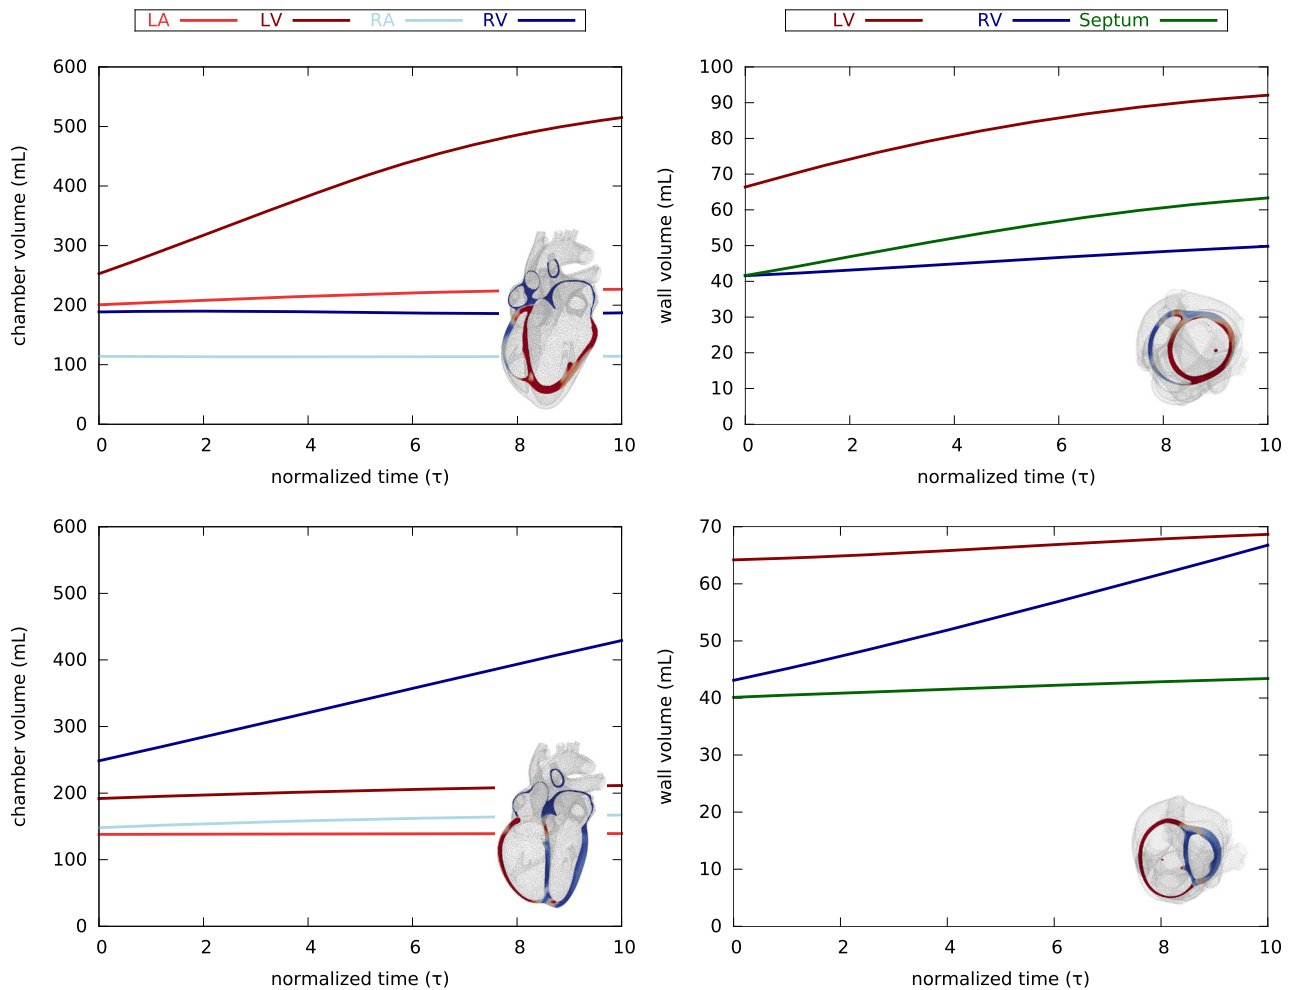 LA LV RA RV
LV RV Septum
600
500
400
300
200
100
0
0 2 4 6 8 10
chamber volume (mL)
normalized time (τ)
100
90
80
70
60
50
40
30
20
10
0
0 2 4 6 8 10
wall volume (mL)
normalized time (τ)
600
500
400
300
200
100
0
0 2 4 6 8 10
chamber volume (mL)
normalized time (τ)
70
60
50
40
30
20
10
0
0 2 4 6 8 10
wall volume (mL)
normalized time (τ)